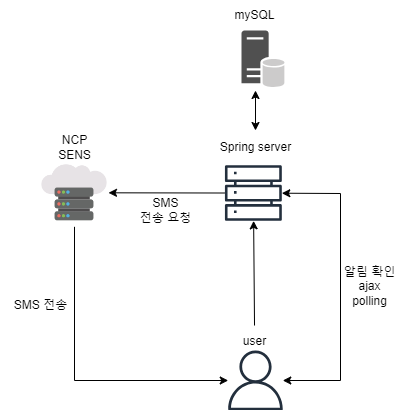 mySQL
NCP
SENS
Spring server
SMS
전송 요청
알림 확인
ajax
polling
SMS 전송
user